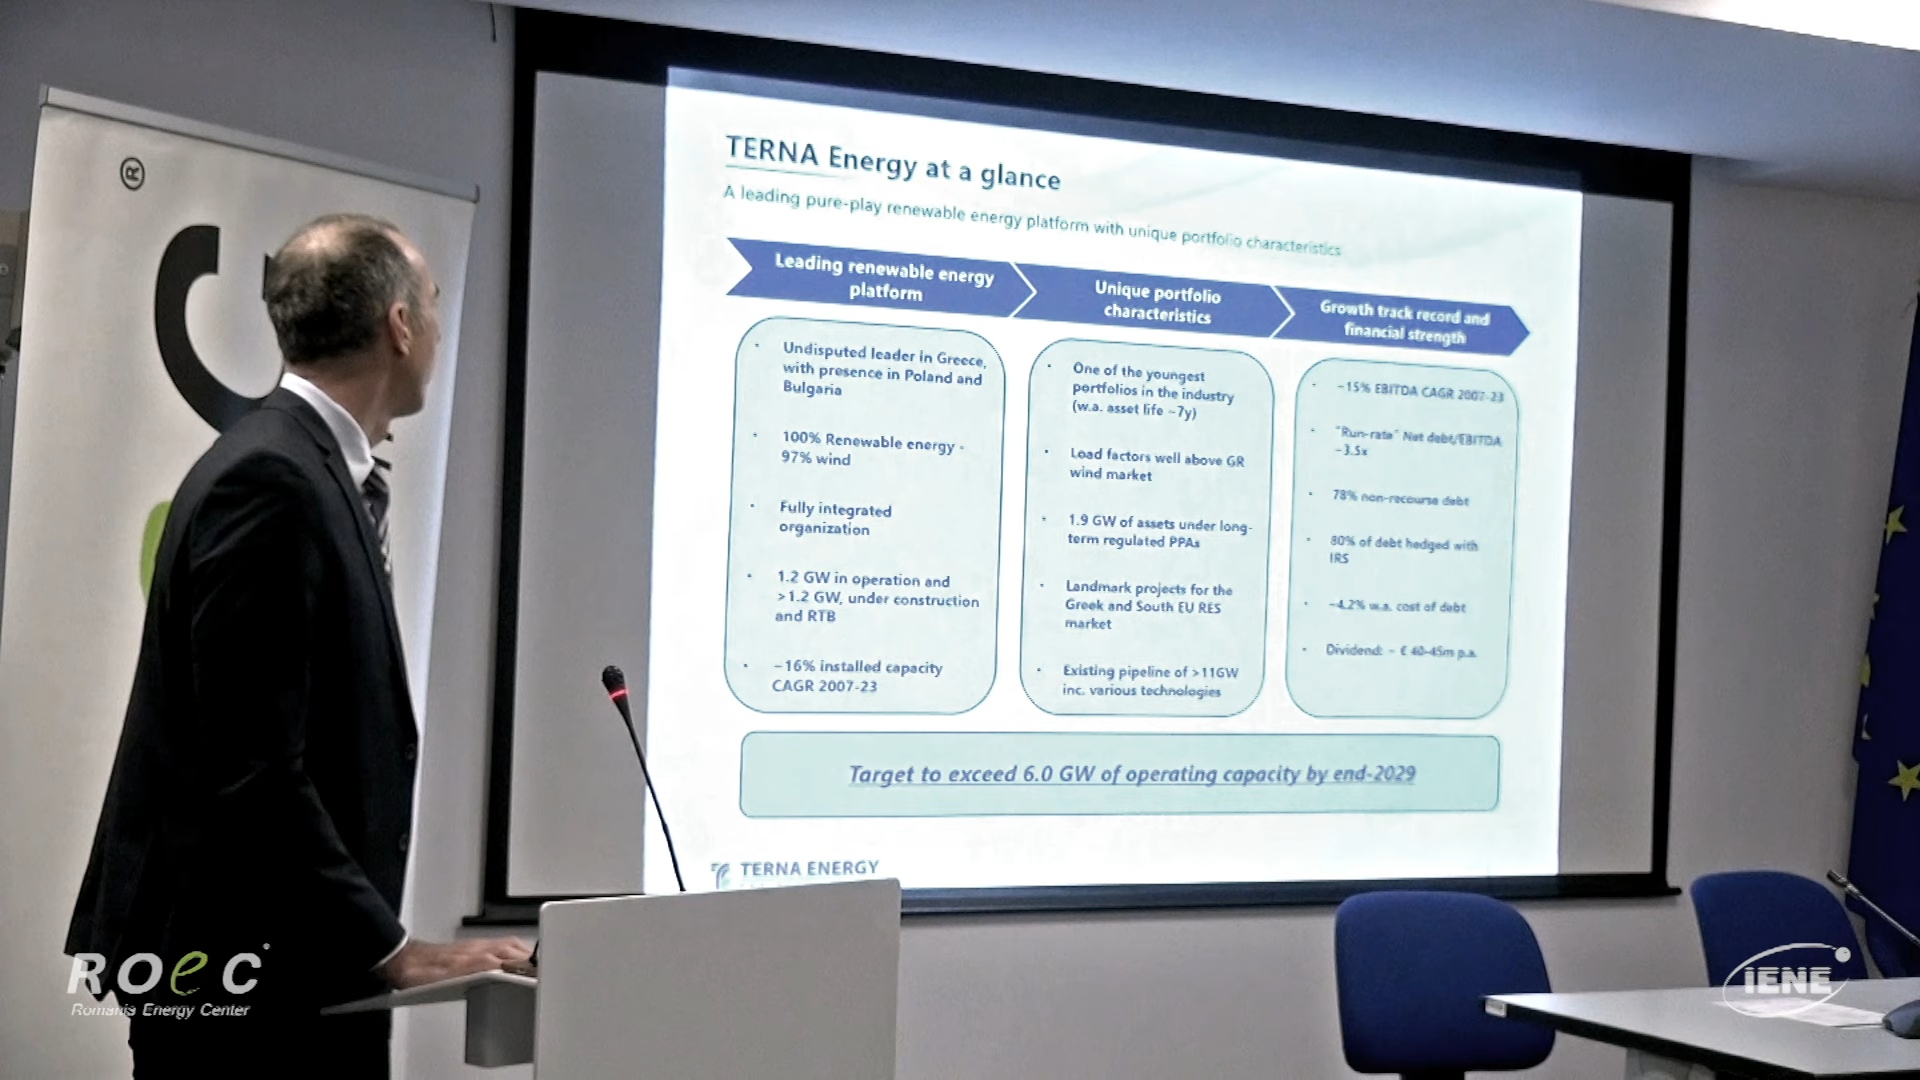 ®
TERNA Energy at a glance
A leading pure-play renewable energy platform with unique portfolio characteristics
Leading renewable energy
platform
Undisputed leader in Greece,
with presence in Poland and
Bulgaria
100% Renewable energy -
97% wind
Fully integrated
organization
1.2 GW in operation and
>1.2 GW, under construction
and RTB
~16% installed capacity
CAGR 2007-23
Unique portfolio
characteristics
One of the youngest
portfolios in the industry
(w.a. asset life ~7y)
Load factors well above GR
wind market
1.9 GW of assets under long-
term regulated PPAs
Landmark projects for the
Greek and South EU RES
market
Existing pipeline of >11GW
inc. various technologies
Growth track record and
financial strength
~15% EBITDA CAGR 2007-23
"Run-rate" Net debt/EBITDA
~3.5x
78% non-recourse debt
80% of debt hedged with
IRS
~4.2% w.a. cost of debt
Dividend: ~ € 40-45m p.a.
Target to exceed 6.0 GW of operating capacity by end-2029
TERNA ENERGY
ROeC
Romania Energy Center
IENE